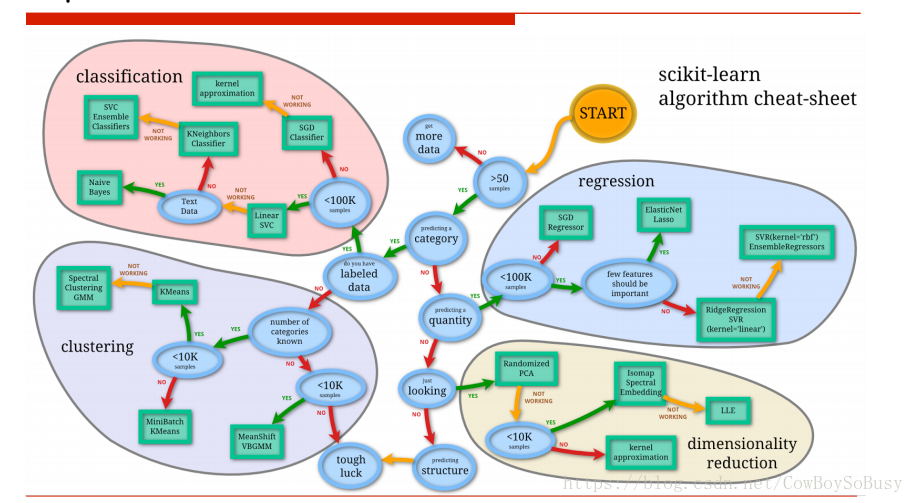 scikit-learn
algorithm cheat-sheet
START
>50
samples
get
more
data
NO
YES
predicting a
category
YES
NO
do you have
labeled
data
YES
NO
predicting a
quantity
YES
NO
just
looking
YES
NO
predicting
structure
tough
luck
classification
kernel
approximation
NOT
WORKING
SVC
Ensemble
Classifiers
NOT
WORKING
KNeighbors
Classifier
SGD
Classifier
NO
Naive
Bayes
YES
Text
Data
NO
NOT
WORKING
Linear
SVC
YES
<100K
samples
regression
SGD
Regressor
NO
<100K
samples
YES
few features
should be
important
YES
ElasticNet
Lasso
NO
RidgeRegression
SVR
(kernel='linear')
NOT
WORKING
SVR(kernel='rbf')
EnsembleRegressors
clustering
Spectral
Clustering
GMM
NOT
WORKING
KMeans
YES
<10K
samples
YES
number of
categories
known
NO
NO
MiniBatch
KMeans
<10K
samples
YES
NO
MeanShift
VBGMM
dimensionality
reduction
Randomized
PCA
NOT
WORKING
<10K
samples
YES
Isomap
Spectral
Embedding
NOT
WORKING
LLE
NO
kernel
approximation
https://blog.csdn.net/CowBoySoBusy